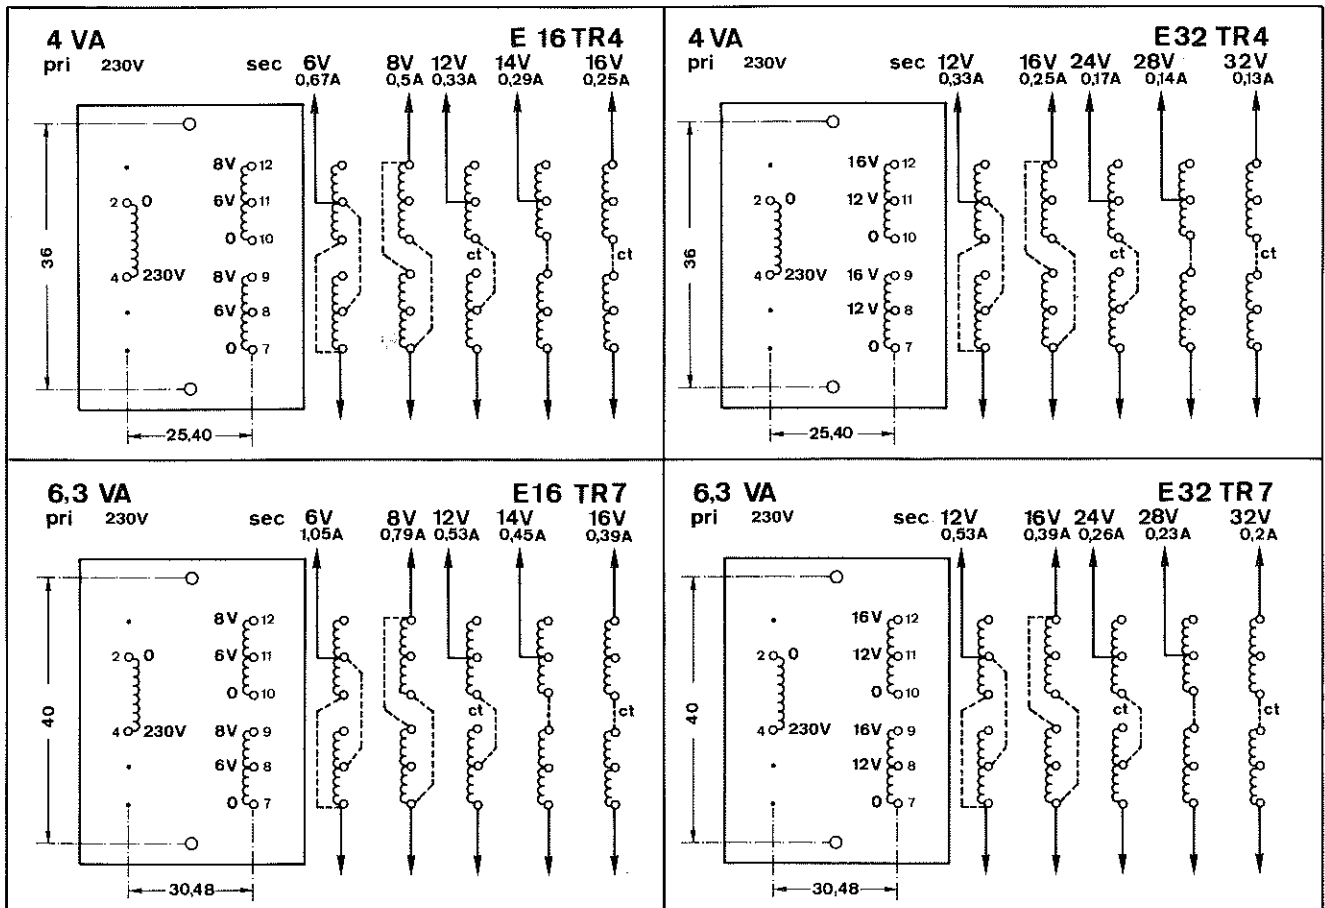 4 VA E 16 TR4
pri 230V sec 6V 8V 12V 14V 16V
0,67A 0,5A 0,33A 0,29A 0,25A
8V 12
2 0 6V 11
0 10
ct ct
36
4 230V 8V 9
6V 8
0 7
25,40
4 VA E32 TR4
pri 230V sec 12V 16V 24V 28V 32V
0,33A 0,25A 0,17A 0,14A 0,13A
16V 12
2 0 12V 11
0 10
ct ct
36
4 230V 16V 9
12V 8
0 7
25,40
6,3 VA E16 TR7
pri 230V sec 6V 8V 12V 14V 16V
1,05A 0,79A 0,53A 0,45A 0,39A
8V 12
2 0 6V 11
0 10
ct ct
40
4 230V 8V 9
6V 8
0 7
30,48
6,3 VA E32 TR7
pri 230V sec 12V 16V 24V 28V 32V
0,53A 0,39A 0,26A 0,23A 0,2A
16V 12
2 0 12V 11
0 10
ct ct
40
4 230V 16V 9
12V 8
0 7
30,48